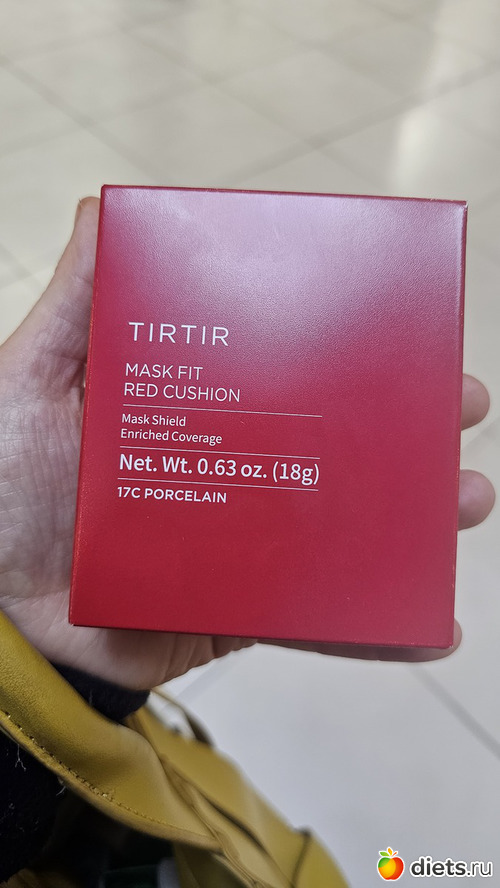 TIRTIR
MASK FIT
RED CUSHION
Mask Shield
Enriched Coverage
Net. Wt. 0.63 oz. (18g)
17C PORCELAIN
diets.ru